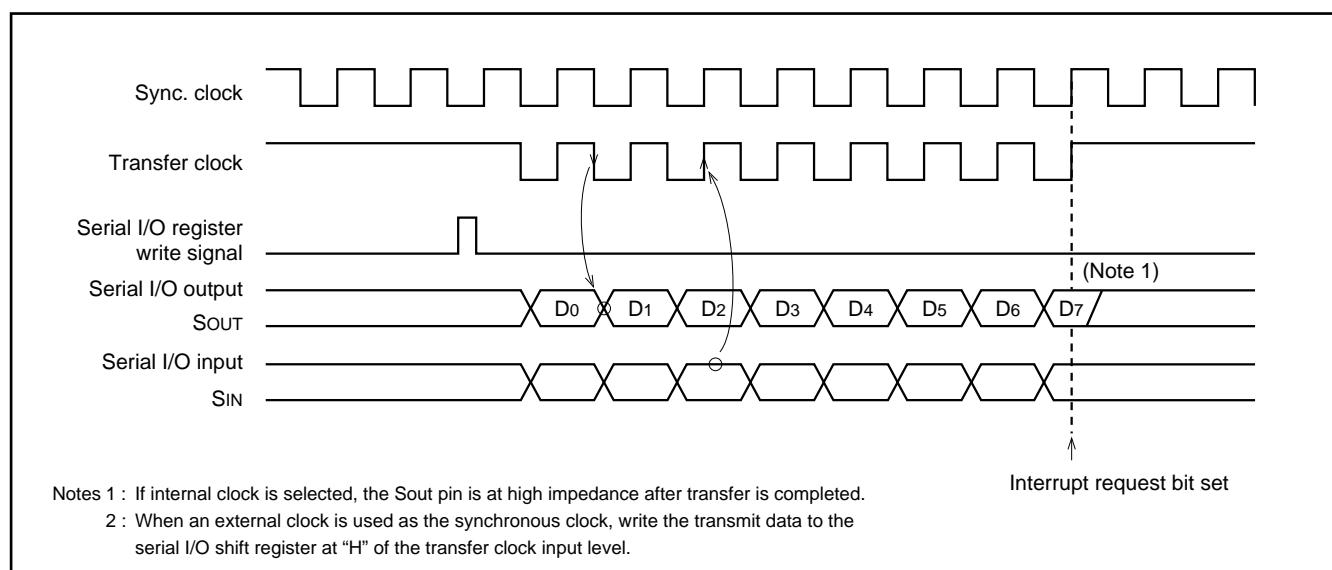 Sync. clock
Transfer clock
Serial I/O register
write signal
(Note 1)
Serial I/O output
SOUT
D0 D1 D2 D3 D4 D5 D6 D7
Serial I/O input
SIN
Interrupt request bit set
Notes 1 : If internal clock is selected, the Sout pin is at high impedance after transfer is completed.
2 : When an external clock is used as the synchronous clock, write the transmit data to the
serial I/O shift register at “H” of the transfer clock input level.